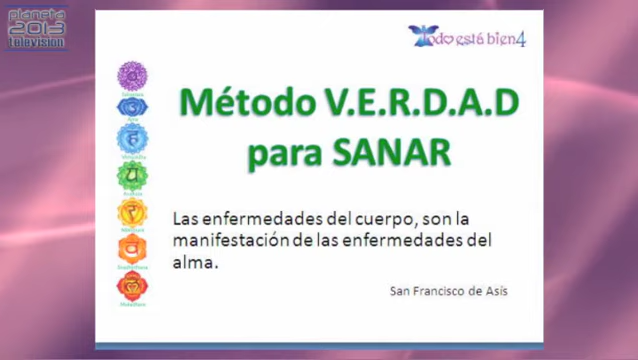 planeta
2013
televisión
Todo está bien4
Método V.E.R.D.A.D
para SANAR
Las enfermedades del cuerpo, son la
manifestación de las enfermedades del
alma.
San Francisco de Asís